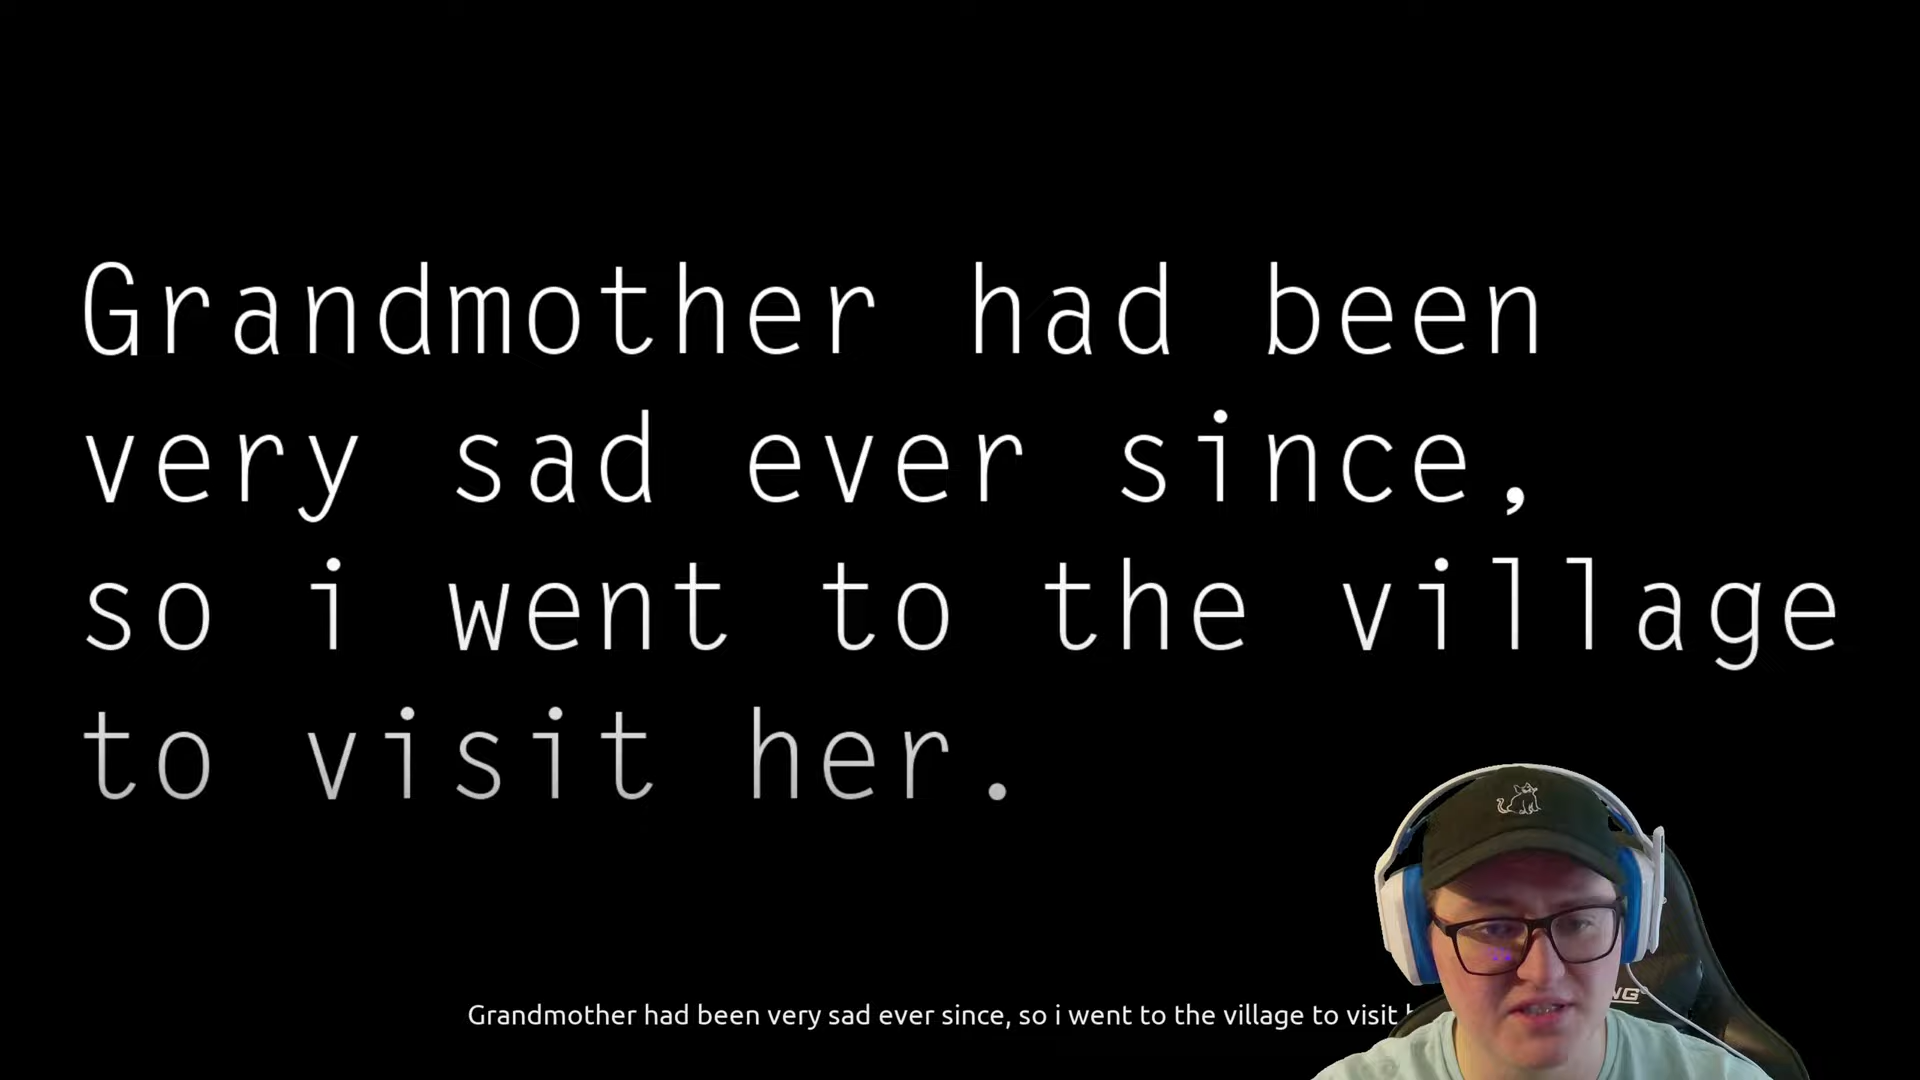 Grandmother had been
very sad ever since,
so i went to the village
to visit her.
Grandmother had been very sad ever since, so i went to the village to visit